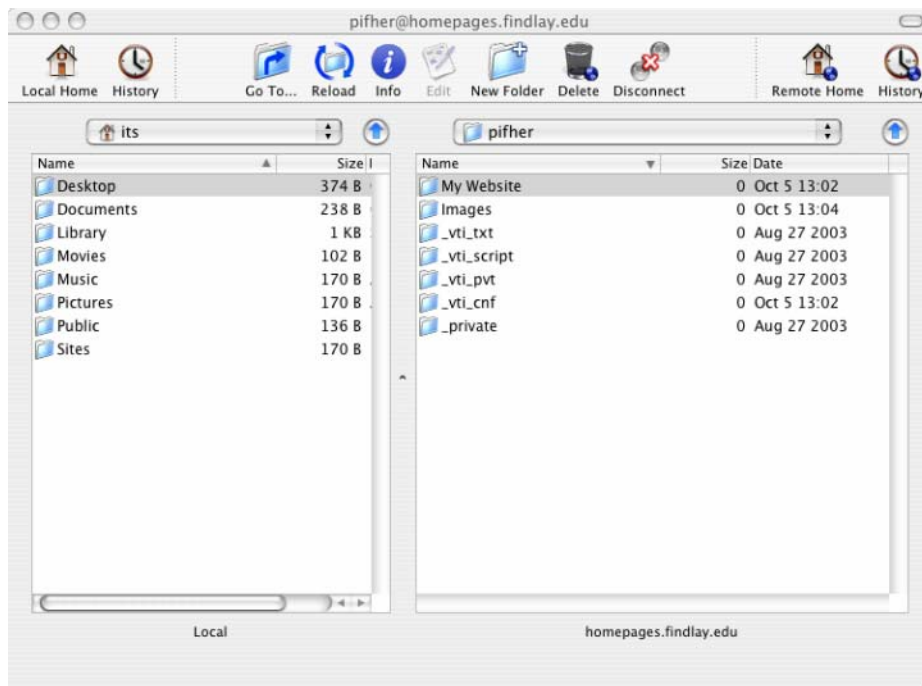 pifher@homepages.findlay.edu
Local Home History Go To... Reload Info Edit New Folder Delete Disconnect Remote Home History
its pifher
Name Size Name Size Date
Desktop 374 B My Website 0 Oct 5 13:02
Documents 238 B Images 0 Oct 5 13:04
Library 1 KB _vti_txt 0 Aug 27 2003
Movies 102 B _vti_script 0 Aug 27 2003
Music 170 B _vti_pvt 0 Aug 27 2003
Pictures 170 B _vti_cnf 0 Oct 5 13:02
Public 136 B _private 0 Aug 27 2003
Sites 170 B
Local homepages.findlay.edu